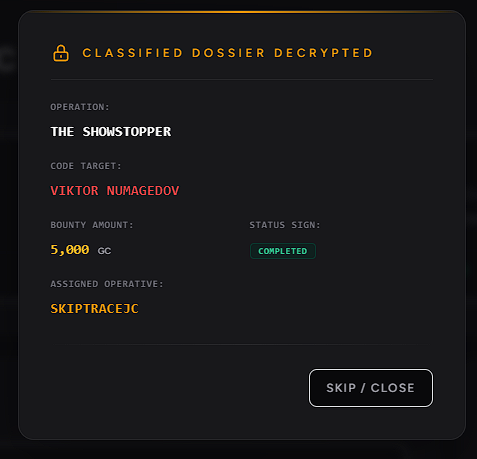 CLASSIFIED DOSSIER DECRYPTED
OPERATION:
THE SHOWSTOPPER
CODE TARGET:
VIKTOR NUMAGEDOV
BOUNTY AMOUNT: STATUS SIGN:
5,000 GC COMPLETED
ASSIGNED OPERATIVE:
SKIPTRACEJC
SKIP / CLOSE